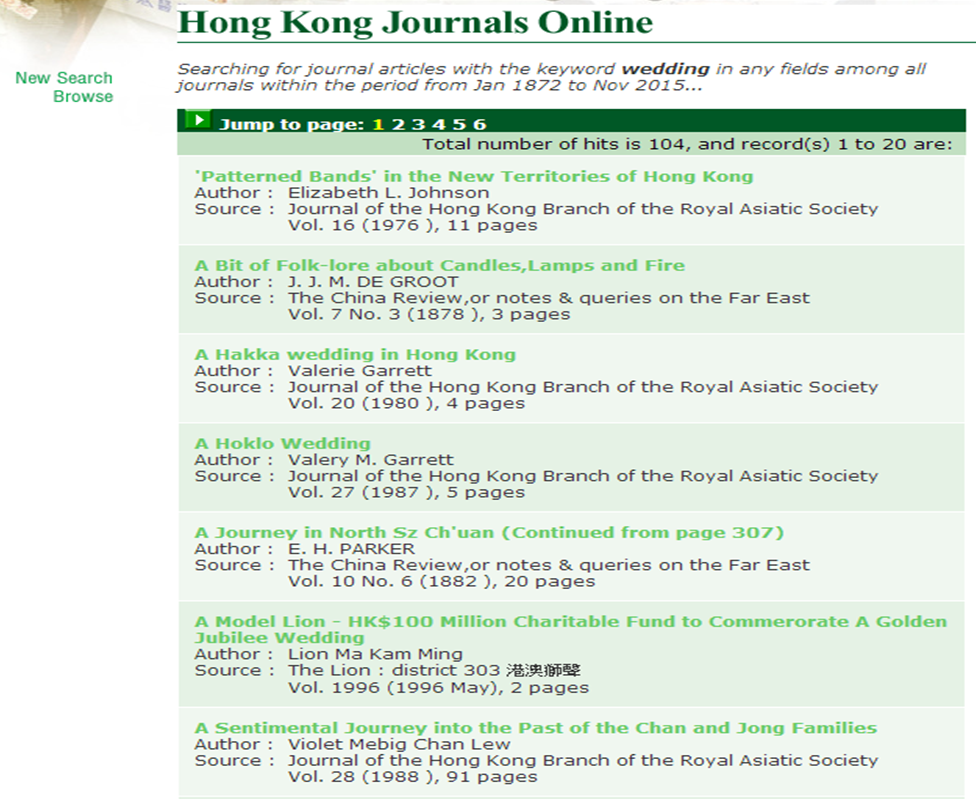 Hong Kong Journals Online
New Search
Browse
Searching for journal articles with the keyword wedding in any fields among all
journals within the period from Jan 1872 to Nov 2015...
Jump to page: 1 2 3 4 5 6
Total number of hits is 104, and record(s) 1 to 20 are:
'Patterned Bands' in the New Territories of Hong Kong
Author : Elizabeth L. Johnson
Source : Journal of the Hong Kong Branch of the Royal Asiatic Society
Vol. 16 (1976 ), 11 pages
A Bit of Folk-lore about Candles,Lamps and Fire
Author : J. J. M. DE GROOT
Source : The China Review,or notes & queries on the Far East
Vol. 7 No. 3 (1878 ), 3 pages
A Hakka wedding in Hong Kong
Author : Valerie Garrett
Source : Journal of the Hong Kong Branch of the Royal Asiatic Society
Vol. 20 (1980 ), 4 pages
A Hoklo Wedding
Author : Valery M. Garrett
Source : Journal of the Hong Kong Branch of the Royal Asiatic Society
Vol. 27 (1987 ), 5 pages
A Journey in North Sz Ch'uan (Continued from page 307)
Author : E. H. PARKER
Source : The China Review,or notes & queries on the Far East
Vol. 10 No. 6 (1882 ), 20 pages
A Model Lion - HK$100 Million Charitable Fund to Commerorate A Golden
Jubilee Wedding
Author : Lion Ma Kam Ming
Source : The Lion : district 303 港澳獅聲
Vol. 1996 (1996 May), 2 pages
A Sentimental Journey into the Past of the Chan and Jong Families
Author : Violet Mebig Chan Lew
Source : Journal of the Hong Kong Branch of the Royal Asiatic Society
Vol. 28 (1988 ), 91 pages